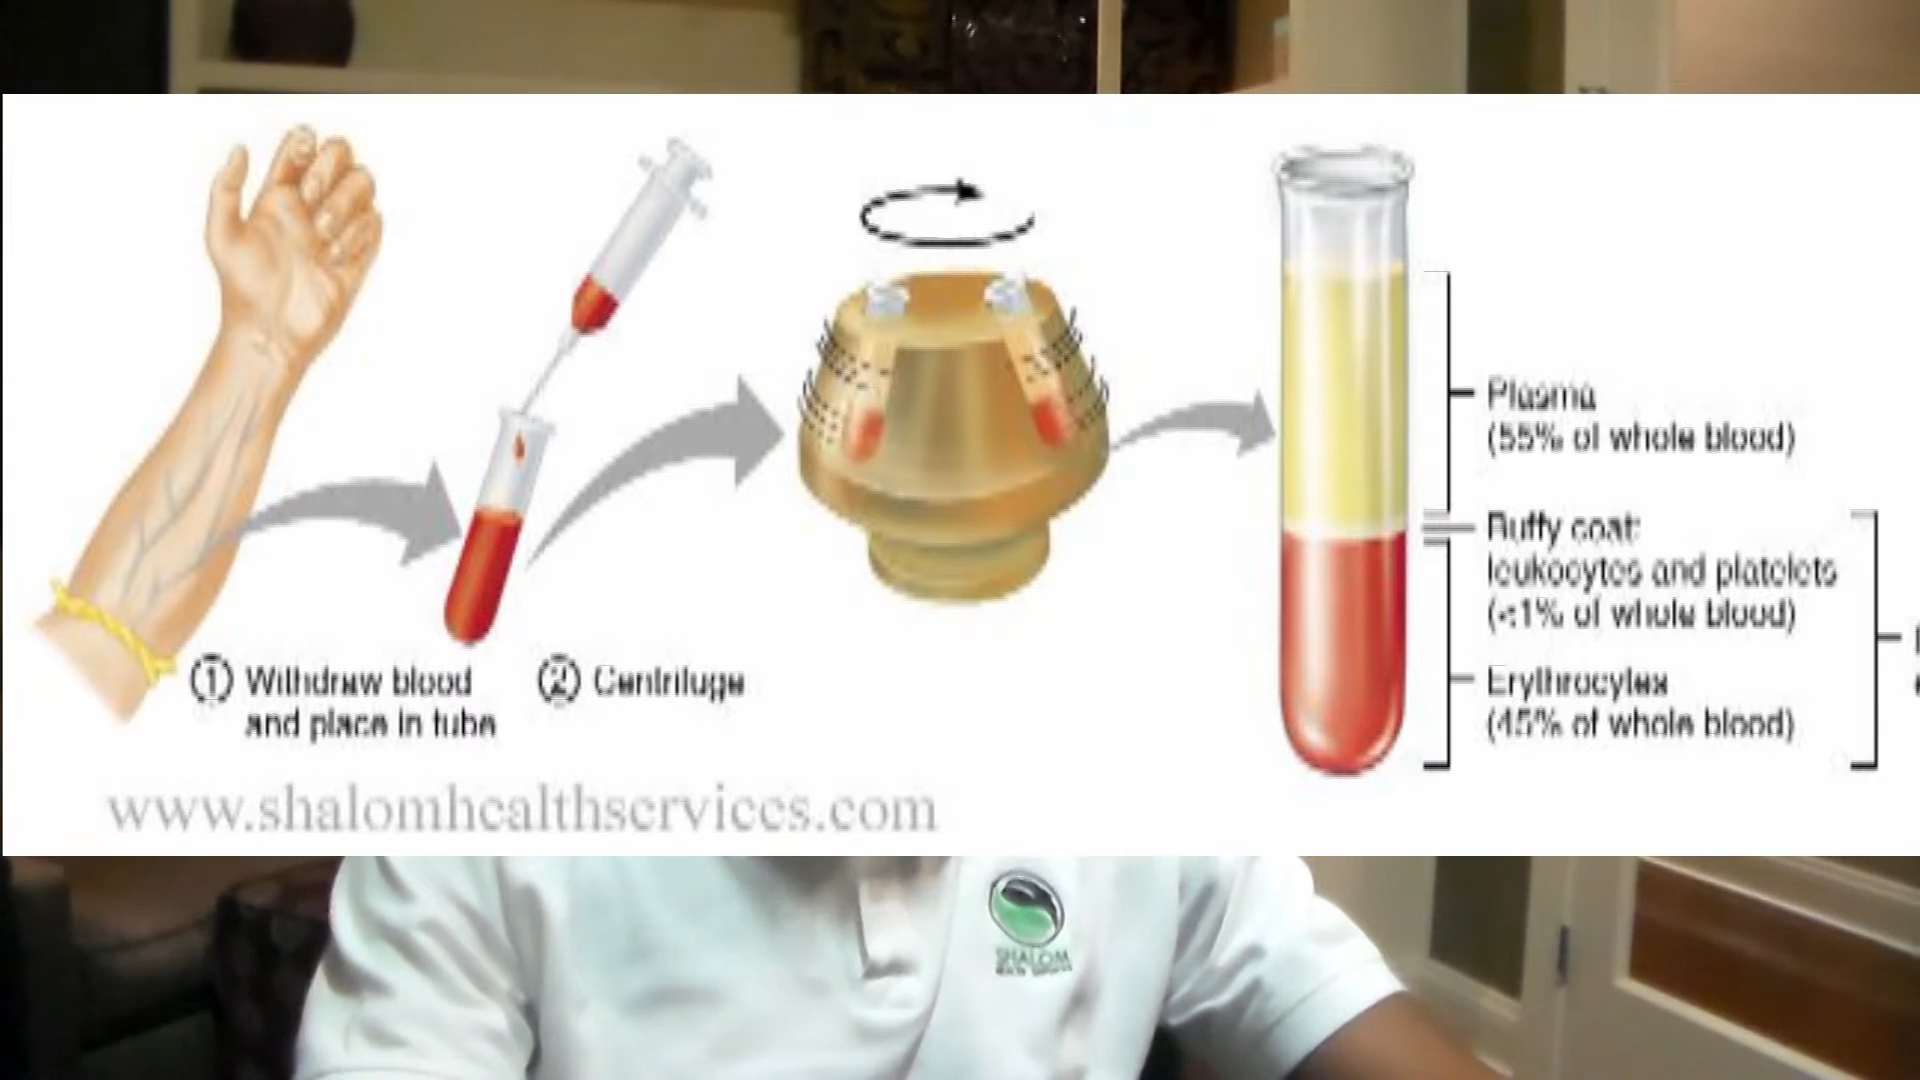 Plasma
(55% of whole blood)
Buffy coat:
leukocytes and platelets
(<1% of whole blood)
Erythrocytes
(45% of whole blood)
1 Withdraw blood
and place in tube
2 Centrifuge
www.shalomhealthservices.com
SHALOM